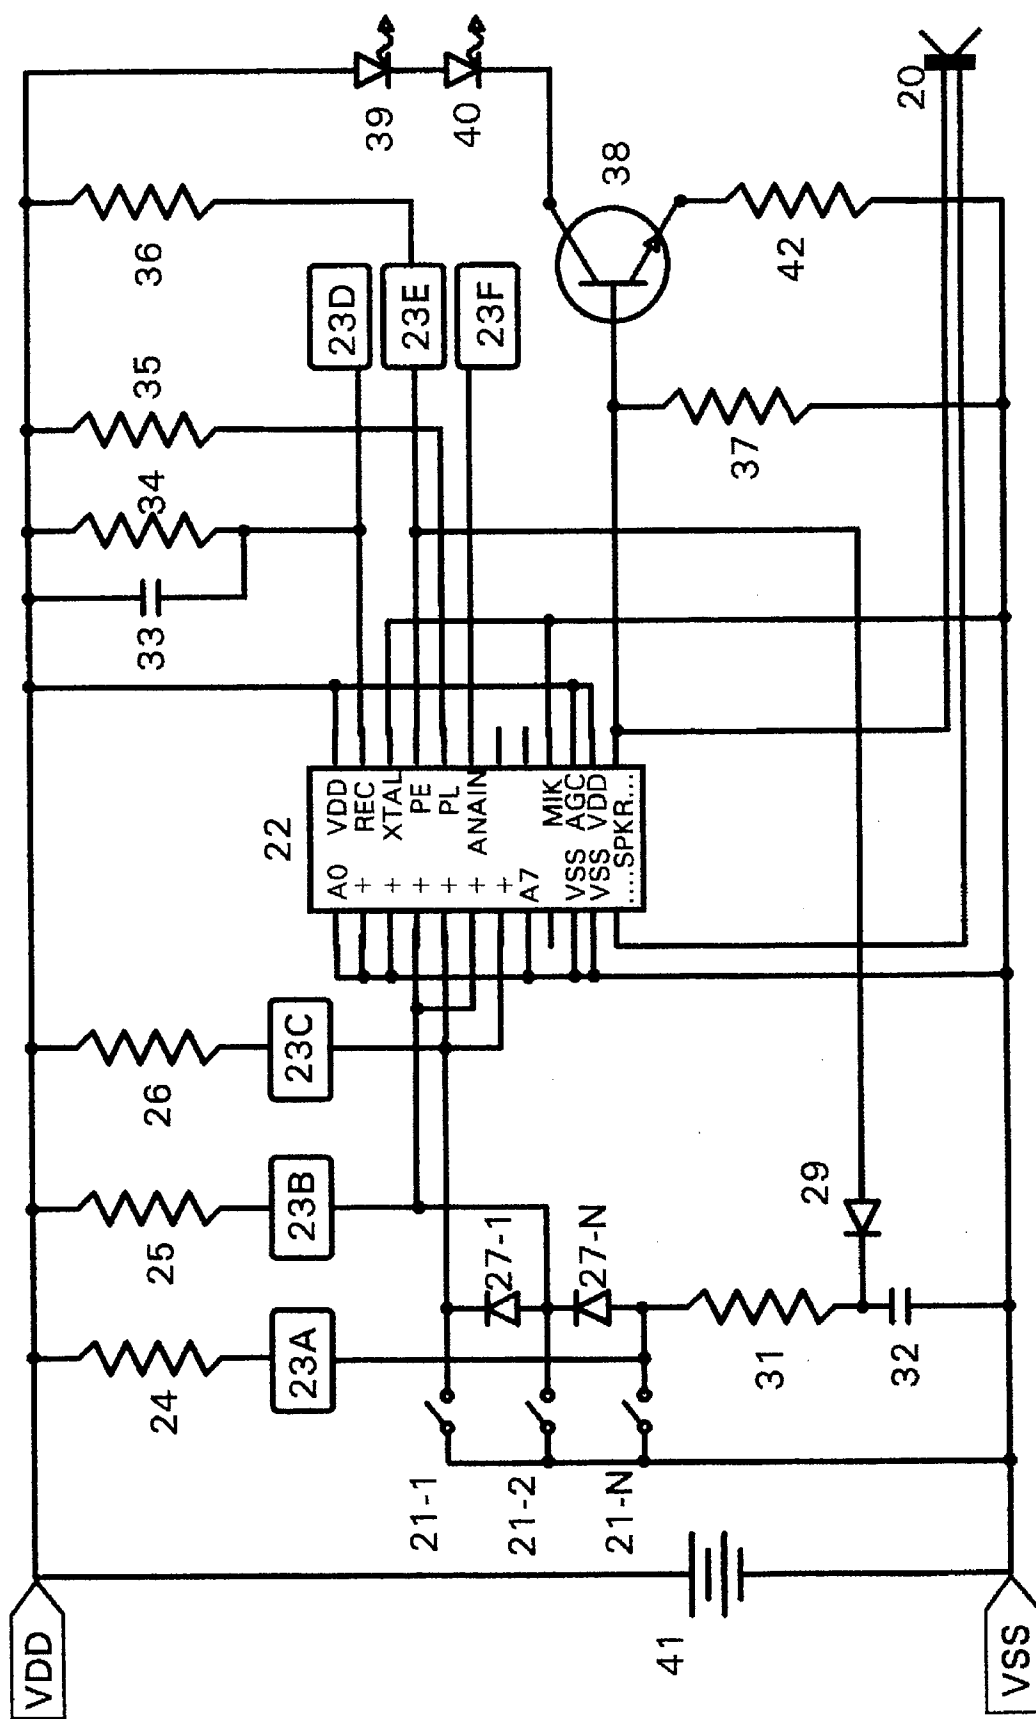 39
40
36
35
34
33
23D
23E
23F
38
42
37
20
22
VDD
REC
XTAL
PE
PL
ANAIN
MIK
AGC
VDD
SPKR...
A0
+
+
+
+
+
+
A7
VSS
VSS
....
26
25
24
23C
23B
23A
27-1
27-N
29
31
32
21-1
21-2
21-N
41
VDD
VSS